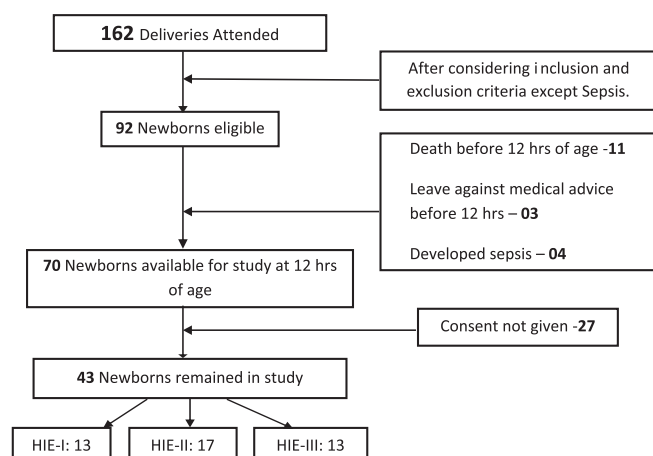 162 Deliveries Attended
After considering inclusion and
exclusion criteria except Sepsis.
92 Newborns eligible
Death before 12 hrs of age -11
Leave against medical advice
before 12 hrs – 03
Developed sepsis – 04
70 Newborns available for study at 12 hrs
of age
Consent not given -27
43 Newborns remained in study
HIE-I: 13
HIE-II: 17
HIE-III: 13